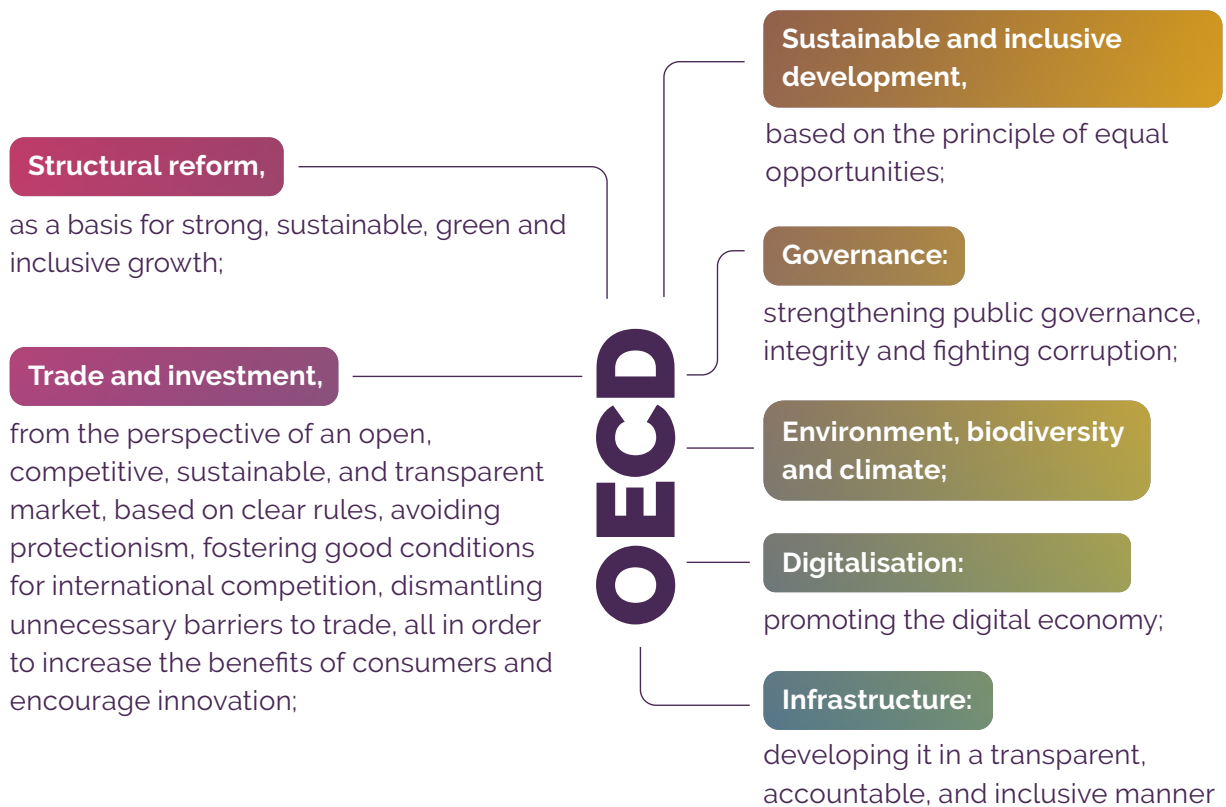 Structural reform,
as a basis for strong, sustainable, green and
inclusive growth;
Trade and investment,
from the perspective of an open,
competitive, sustainable, and transparent
market, based on clear rules, avoiding
protectionism, fostering good conditions
for international competition, dismantling
unnecessary barriers to trade, all in order
to increase the benefits of consumers and
encourage innovation;
OECD
Sustainable and inclusive
development,
based on the principle of equal
opportunities;
Governance:
strengthening public governance,
integrity and fighting corruption;
Environment, biodiversity
and climate;
Digitalisation:
promoting the digital economy;
Infrastructure:
developing it in a transparent,
accountable, and inclusive manner